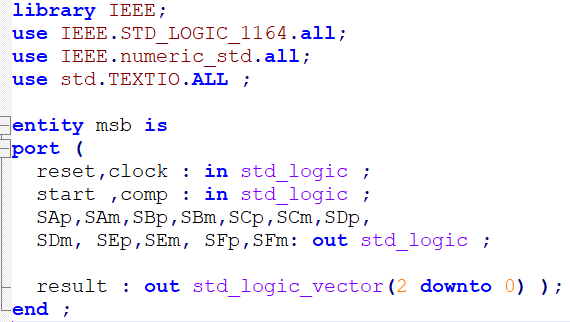 library IEEE;
use IEEE.STD_LOGIC_1164.all;
use IEEE.numeric_std.all;
use std.TEXTIO.ALL ;
entity msb is
port (
reset,clock : in std_logic ;
start ,comp : in std_logic ;
SAp,SAm,SBp,SBm,SCp,SCm,SDp,
SDm, SEp,SEm, SFp,SFm: out std_logic ;
result : out std_logic_vector(2 downto 0) );
end ;